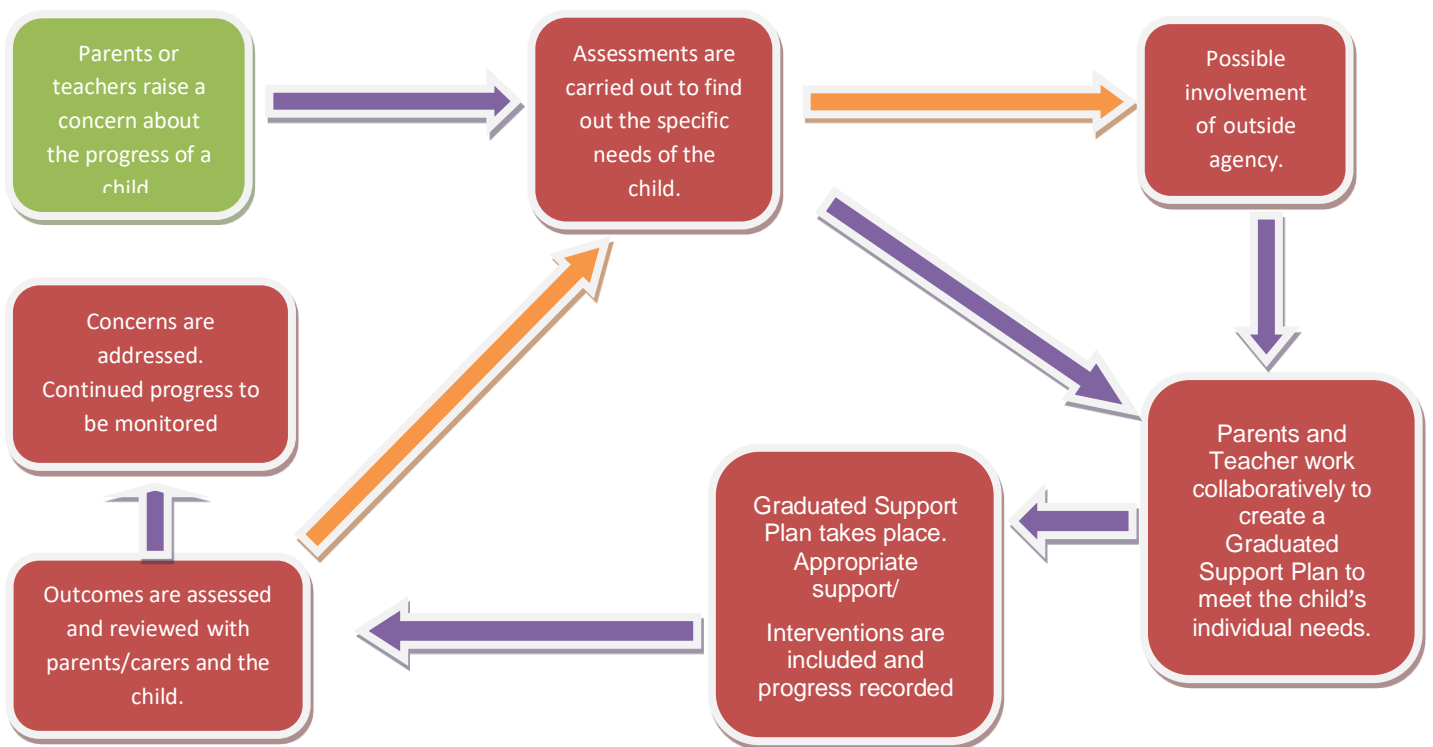 Parents or
teachers raise a
concern about
the progress of a
child
Assessments are
carried out to find
out the specific
needs of the
child.
Possible
involvement
of outside
agency.
Concerns are
addressed.
Continued progress to
be monitored
Parents and
Teacher work
collaboratively to
create a
Graduated
Support Plan to
meet the child’s
individual needs.
Graduated Support
Plan takes place.
Appropriate
support/
Interventions are
included and
progress recorded
Outcomes are assessed
and reviewed with
parents/carers and the
child.